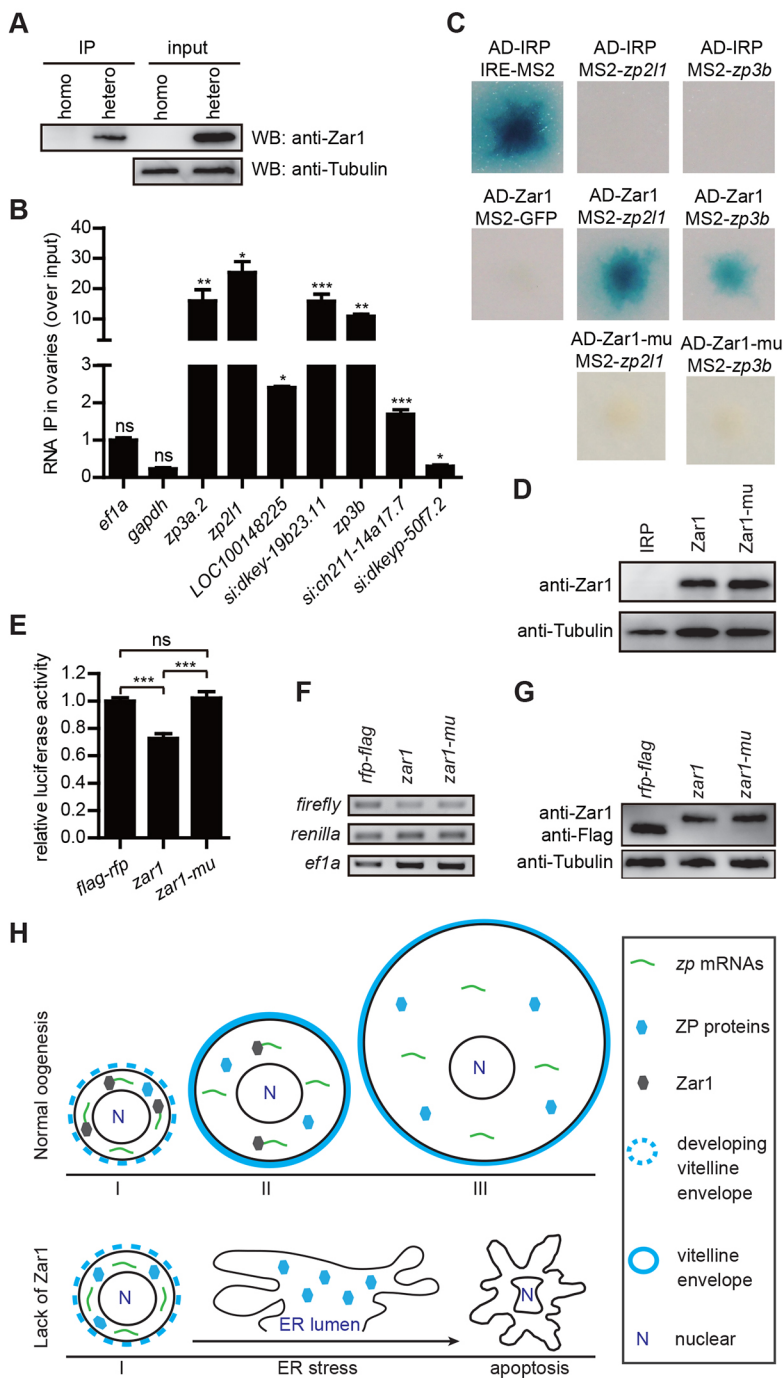 A
IP
input
homo
hetero
homo
hetero
WB: anti-Zar1
WB: anti-Tubulin
B
RNA IP in ovaries (over input)
40
30
20
10
3
2
1
0
ns
ns
**
*
*
***
**
***
*
ef1a
gapdh
zp3a.2
zp2l1
LOC100148225
si:dkey-19b23.11
zp3b
si:ch211-14a17.7
si:dkeyp-50f7.2
C
AD-IRP
IRE-MS2
AD-IRP
MS2-zp2l1
AD-IRP
MS2-zp3b
AD-Zar1
MS2-GFP
AD-Zar1
MS2-zp2l1
AD-Zar1
MS2-zp3b
AD-Zar1-mu
MS2-zp2l1
AD-Zar1-mu
MS2-zp3b
D
IRP
Zar1
Zar1-mu
anti-Zar1
anti-Tubulin
E
relative luciferase activity
1.2
1.0
0.8
0.6
0.4
0.2
0.0
ns
***
***
flag-rfp
zar1
zar1-mu
F
rfp-flag
zar1
zar1-mu
firefly
renilla
ef1a
G
rfp-flag
zar1
zar1-mu
anti-Zar1
anti-Flag
anti-Tubulin
H
Normal oogenesis
N
N
N
I
II
III
Lack of Zar1
N
ER lumen
N
I
ER stress
apoptosis
zp mRNAs
ZP proteins
Zar1
developing
vitelline
envelope
vitelline
envelope
N
nuclear